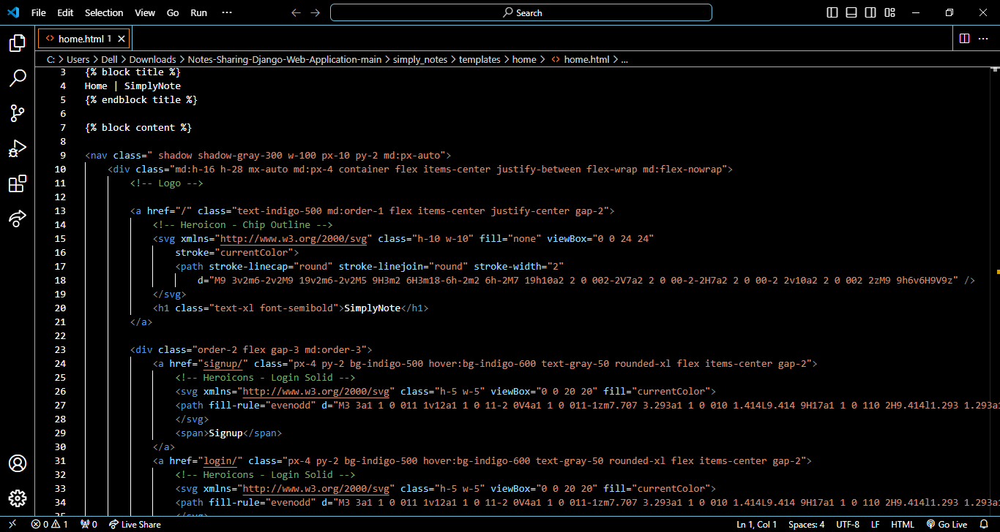 File Edit Selection View Go Run ···
Search
home.html 1
C: > Users > Dell > Downloads > Notes-Sharing-Django-Web-Application-main > simply_notes > templates > home > home.html > ...
3 {% block title %}
4 Home | SimplyNote
5 {% endblock title %}
6
7 {% block content %}
8
9 <nav class=" shadow shadow-gray-300 w-100 px-10 py-2 md:px-auto">
10 <div class="md:h-16 h-28 mx-auto md:px-4 container flex items-center justify-between flex-wrap md:flex-nowrap">
11 <!-- Logo -->
12
13 <a href="/" class="text-indigo-500 md:order-1 flex items-center justify-center gap-2">
14 <!-- Heroicon - Chip Outline -->
15 <svg xmlns="http://www.w3.org/2000/svg" class="h-10 w-10" fill="none" viewBox="0 0 24 24"
16 stroke="currentColor">
17 <path stroke-linecap="round" stroke-linejoin="round" stroke-width="2"
18 d="M9 3v2m6-2v2M9 19v2m6-2v2M5 9H3m2 6H3m18-6h-2m2 6h-2M7 19h10a2 2 0 002-2V7a2 2 0 00-2-2H7a2 2 0 00-2 2v10a2 2 0 002 2zM9 9h6v6H9V9z" />
19 </svg>
20 <h1 class="text-xl font-semibold">SimplyNote</h1>
21 </a>
22
23 <div class="order-2 flex gap-3 md:order-3">
24 <a href="signup/" class="px-4 py-2 bg-indigo-500 hover:bg-indigo-600 text-gray-50 rounded-xl flex items-center gap-2">
25 <!-- Heroicons - Login Solid -->
26 <svg xmlns="http://www.w3.org/2000/svg" class="h-5 w-5" viewBox="0 0 20 20" fill="currentColor">
27 <path fill-rule="evenodd" d="M3 3a1 1 0 011 1v12a1 1 0 11-2 0V4a1 1 0 011-1zm7.707 3.293a1 1 0 010 1.414L9.414 9H17a1 1 0 110 2H9.414l1.293 1.293a1
28 </svg>
29 <span>Signup</span>
30 </a>
31 <a href="login/" class="px-4 py-2 bg-indigo-500 hover:bg-indigo-600 text-gray-50 rounded-xl flex items-center gap-2">
32 <!-- Heroicons - Login Solid -->
33 <svg xmlns="http://www.w3.org/2000/svg" class="h-5 w-5" viewBox="0 0 20 20" fill="currentColor">
34 <path fill-rule="evenodd" d="M3 3a1 1 0 011 1v12a1 1 0 11-2 0V4a1 1 0 011-1zm7.707 3.293a1 1 0 010 1.414L9.414 9H17a1 1 0 110 2H9.414l1.293 1.293a1
0 1 0 Live Share Ln 1, Col 1 Spaces: 4 UTF-8 LF HTML Go Live